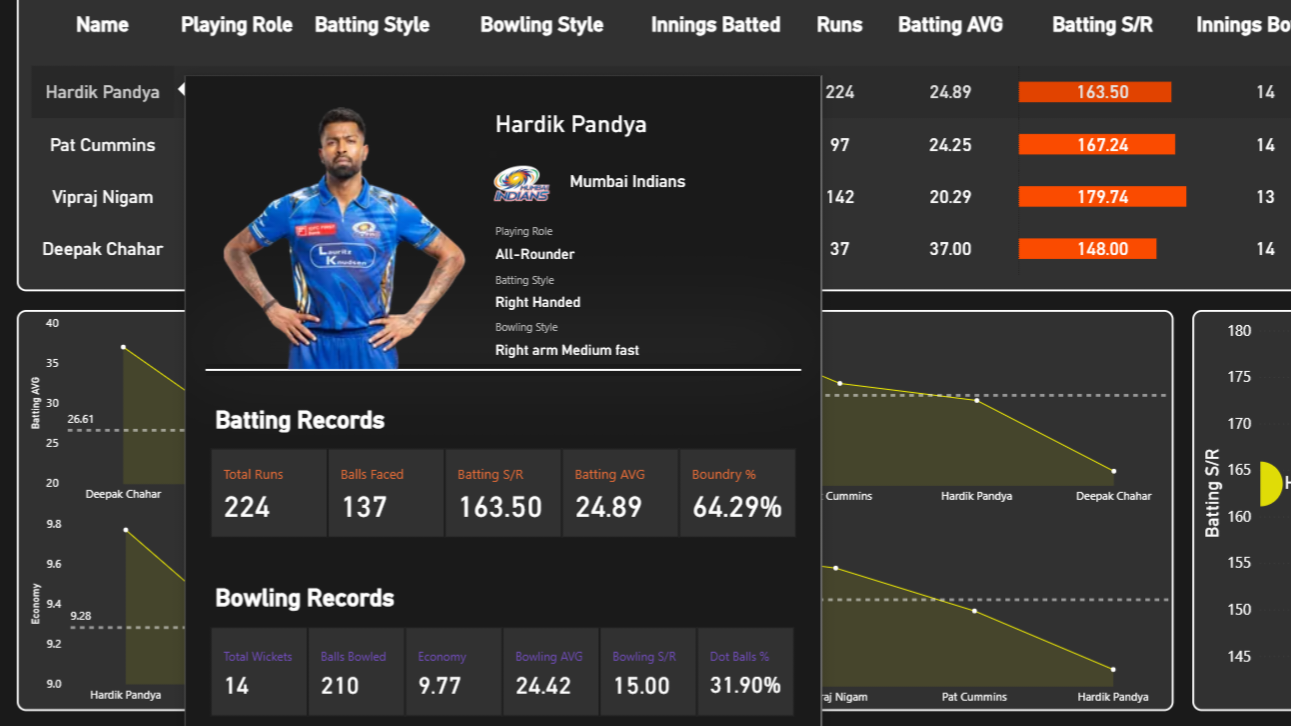 Name Playing Role Batting Style Bowling Style Innings Batted Runs Batting AVG Batting S/R Innings Bo
Hardik Pandya 224 24.89 163.50 14
Pat Cummins 97 24.25 167.24 14
Vipraj Nigam 142 20.29 179.74 13
Deepak Chahar 37 37.00 148.00 14
Hardik Pandya
MUMBAI
INDIANS
Mumbai Indians
Playing Role
All-Rounder
Batting Style
Right Handed
Bowling Style
Right arm Medium fast
Lauritz
Knudsen
Batting Records
Total Runs Balls Faced Batting S/R Batting AVG Boundry %
224 137 163.50 24.89 64.29%
Bowling Records
Total Wickets Balls Bowled Economy Bowling AVG Bowling S/R Dot Balls %
14 210 9.77 24.42 15.00 31.90%
Batting AVG
40
35
30
26.61
25
20
Deepak Chahar
Economy
9.8
9.6
9.4
9.28
9.2
9.0
Hardik Pandya
Cummins Hardik Pandya Deepak Chahar
raj Nigam Pat Cummins Hardik Pandya
Batting S/R
180
175
170
165
160
155
150
145
H